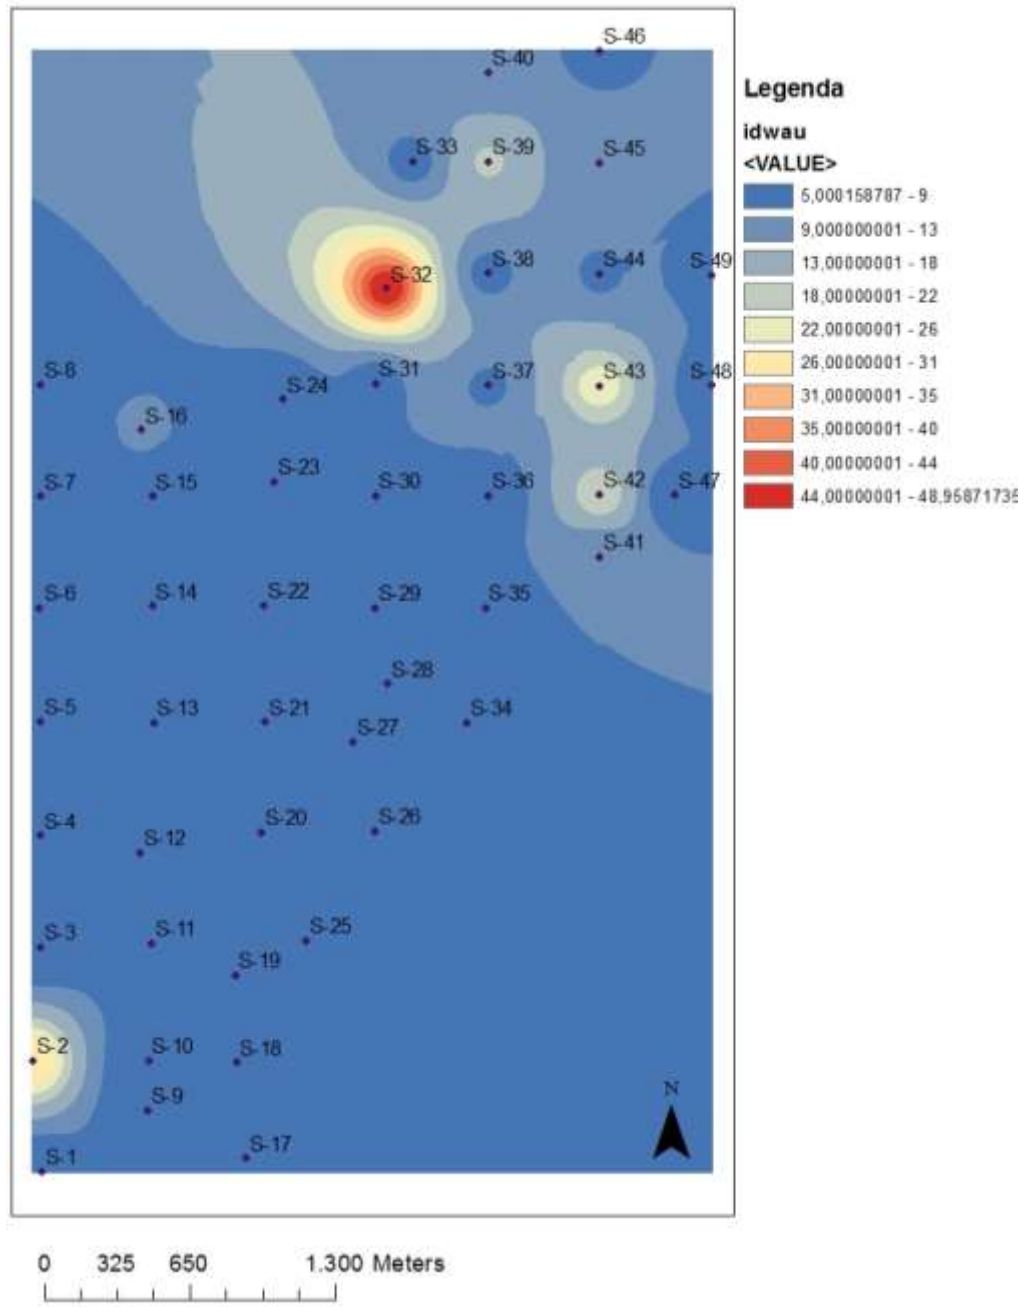 S-46
S-40
S-33
S-39
S-45
S-38
S-44
S-49
S-32
S-8
S-24
S-31
S-37
S-43
S-48
S-16
S-7
S-15
S-23
S-30
S-36
S-42
S-47
S-41
S-6
S-14
S-22
S-29
S-35
S-28
S-5
S-13
S-21
S-27
S-34
S-4
S-12
S-20
S-26
S-3
S-11
S-19
S-25
S-2
S-10
S-18
S-9
S-1
S-17
N
Legenda
idwau
<VALUE>
5,000158787 - 9
9,000000001 - 13
13,00000001 - 18
18,00000001 - 22
22,00000001 - 26
26,00000001 - 31
31,00000001 - 35
35,00000001 - 40
40,00000001 - 44
44,00000001 - 48,95871735
0 325 650 1.300 Meters